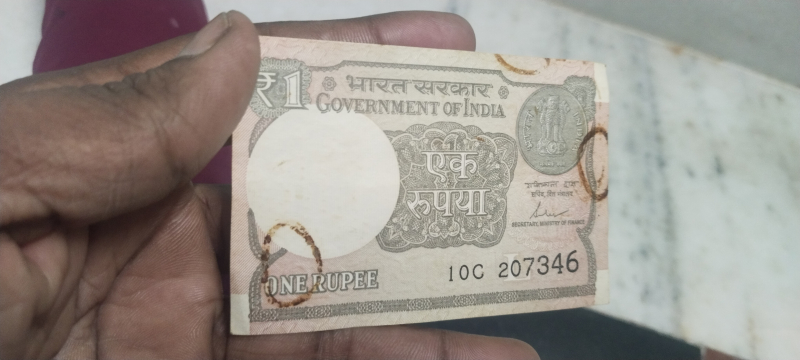 ₹1
भारत सरकार
GOVERNMENT OF INDIA
एक
रुपया
SECRETARY, MINISTRY OF FINANCE
ONE RUPEE
10C 207346